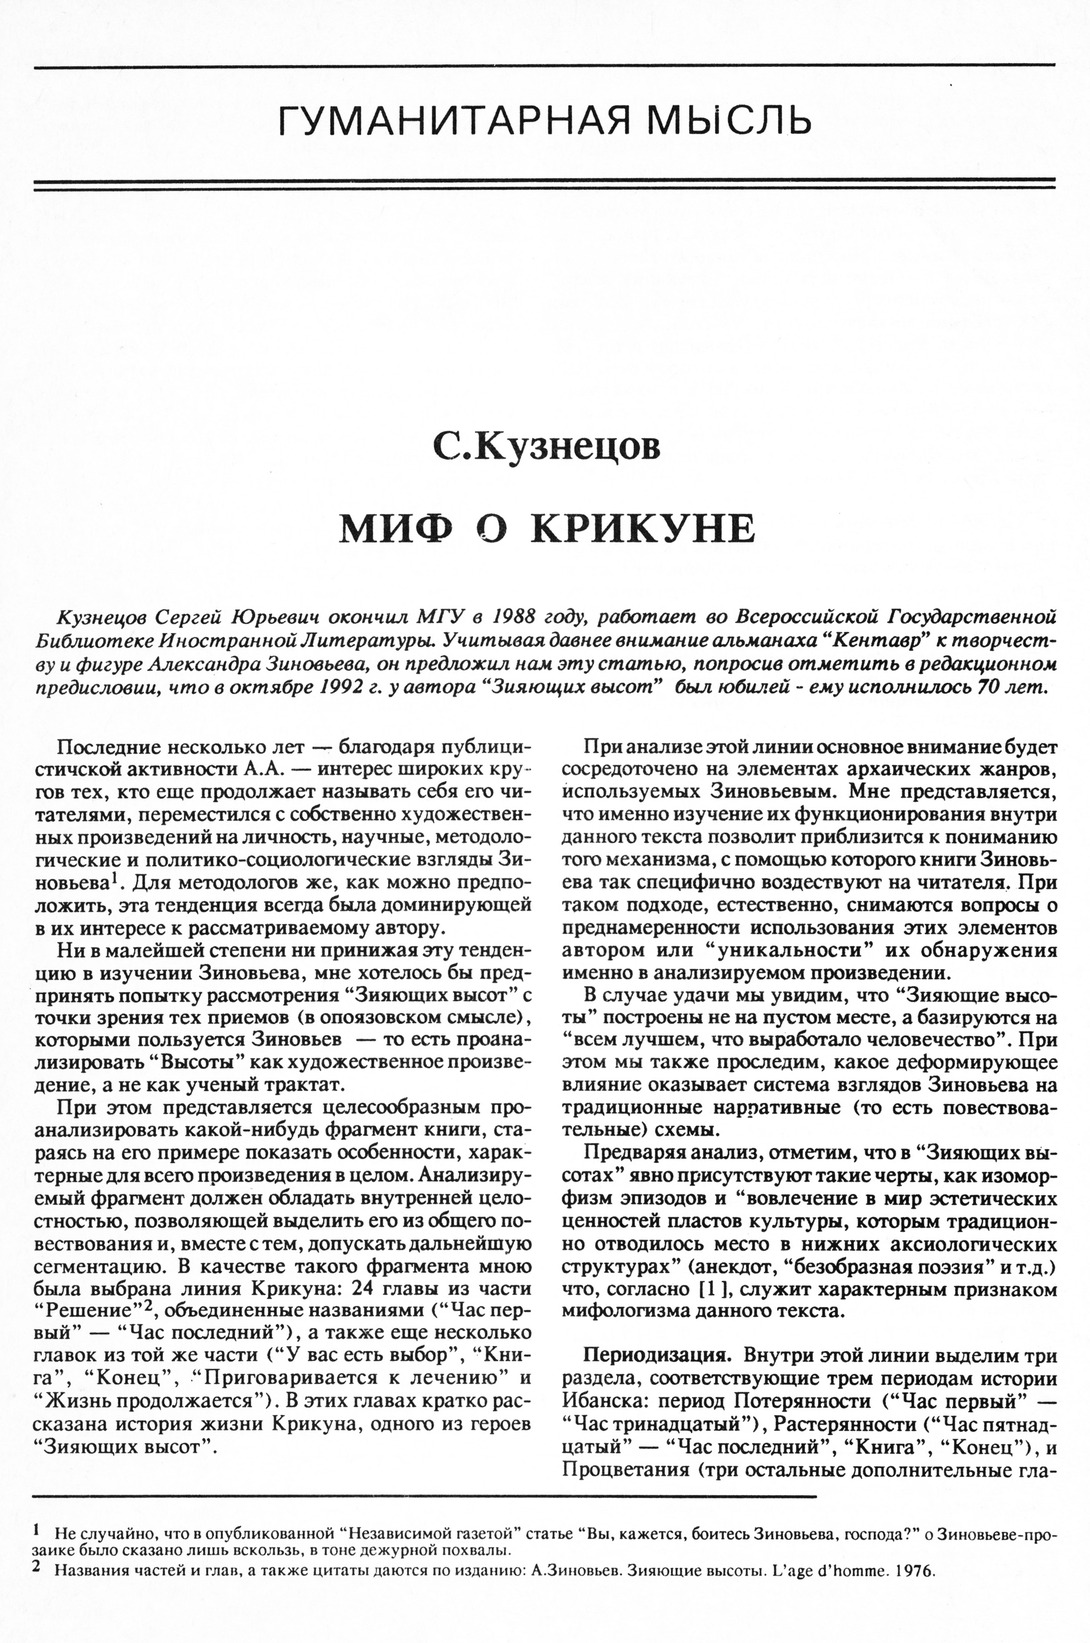 ГУМАНИТАРНАЯ МЫСЛЬ
С.Кузнецов
МИФ О КРИКУНЕ
Кузнецов Сергей Юрьевич окончил МГУ в 1988 году, работает во Всероссийской Государственной
Библиотеке Иностранной Литературы. Учитывая давнее внимание альманаха “Кентавр” к творчест-
ву и фигуре Александра Зиновьева, он предложил нам эту статью, попросив отметить в редакционном
предисловии, что в октябре 1992 г. у автора “Зияющих высот” был юбилей - ему исполнилось 70 лет.
Последние несколько лет — благодаря публици-
стичской активности А.А. — интерес широких кру-
гов тех, кто еще продолжает называть себя его чи-
тателями, переместился с собственно художествен-
ных произведений на личность, научные, методоло-
гические и политико-социологические взгляды Зи-
новьева1. Для методологов же, как можно предпо-
ложить, эта тенденция всегда была доминирующей
в их интересе к рассматриваемому автору.
Ни в малейшей степени ни принижая эту тенден-
цию в изучении Зиновьева, мне хотелось бы пред-
принять попытку рассмотрения “Зияющих высот” с
точки зрения тех приемов (в опоязовском смысле),
которыми пользуется Зиновьев — то есть проана-
лизировать “Высоты” как художественное произве-
дение, а не как ученый трактат.
При этом представляется целесообразным про-
анализировать какой-нибудь фрагмент книги, ста-
раясь на его примере показать особенности, харак-
терные для всего произведения в целом. Анализиру-
емый фрагмент должен обладать внутренней цело-
стностью, позволяющей выделить его из общего по-
вествования и, вместе с тем, допускать дальнейшую
сегментацию. В качестве такого фрагмента мною
была выбрана линия Крикуна: 24 главы из части
“Решение”2, объединенные названиями (“Час пер-
вый” — “Час последний”), а также еще несколько
главок из той же части (“У вас есть выбор”, “Кни-
га”, “Конец”, “Приговаривается к лечению” и
“Жизнь продолжается”). В этих главах кратко рас-
сказана история жизни Крикуна, одного из героев
“Зияющих высот”.
При анализе этой линии основное внимание будет
сосредоточено на элементах архаических жанров,
используемых Зиновьевым. Мне представляется,
что именно изучение их функционирования внутри
данного текста позволит приблизится к пониманию
того механизма, с помощью которого книги Зиновь-
ева так специфично воздествуют на читателя. При
таком подходе, естественно, снимаются вопросы о
преднамеренности использования этих элементов
автором или “уникальности” их обнаружения
именно в анализируемом произведении.
В случае удачи мы увидим, что “Зияющие высо-
ты” построены не на пустом месте, а базируются на
“всем лучшем, что выработало человечество”. При
этом мы также проследим, какое деформирующее
влияние оказывает система взглядов Зиновьева на
традиционные нарративные (то есть повествова-
тельные) схемы.
Предваряя анализ, отметим, что в “Зияющих вы-
сотах” явно присутствуют такие черты, как изомор-
физм эпизодов и “вовлечение в мир эстетических
ценностей пластов культуры, которым традицион-
но отводилось место в нижних аксиологических
структурах” (анекдот, “безобразная поэзия” и т.д.)
что, согласно [1], служит характерным признаком
мифологизма данного текста.
Периодизация. Внутри этой линии выделим три
раздела, соответствующие трем периодам истории
Ибанска: период Потерянности (“Час первый” —
“Час тринадцатый”), Растерянности (“Час пятнад-
цатый” — “Час последний”, “Книга”, “Конец”), и
Процветания (три остальные дополнительные гла-
1 Не случайно, что в опубликованной “Независимой газетой” статье “Вы, кажется, боитесь Зиновьева, господа?” о Зиновьеве-про-
заике было сказано лишь вскользь, в тоне дежурной похвалы.
2 Названия частей и глав, а также цитаты даются по изданию: А.Зиновьев. Зияющие высоты. L’age d’homme. 1976.